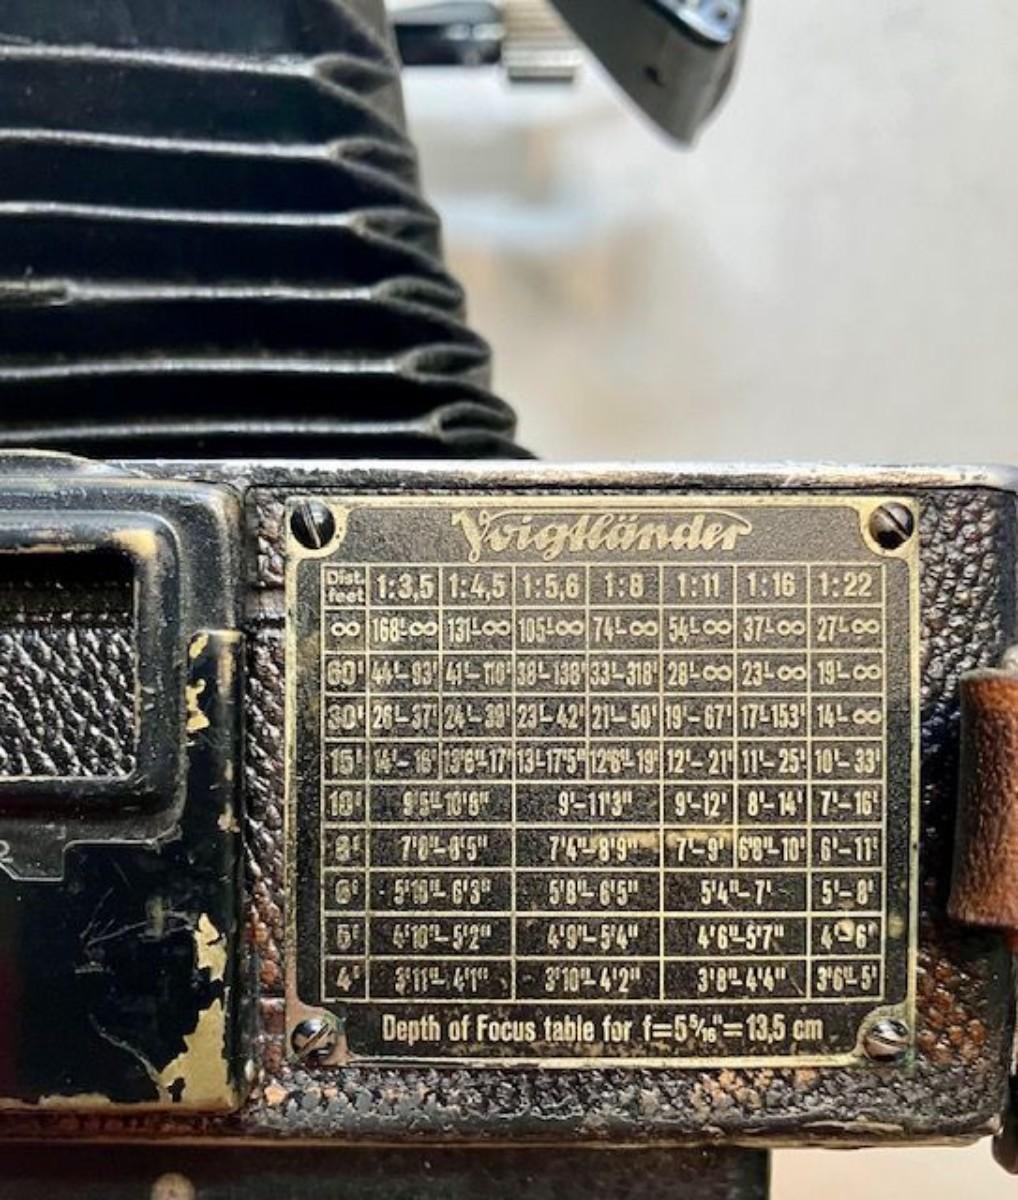 Voigtländer
Dist. feet 1:3,5 1:4,5 1:5,6 1:8 1:11 1:16 1:22
∞ 168'-∞ 131'-∞ 105'-∞ 74'-∞ 54'-∞ 37'-∞ 27'-∞
60' 44'-93' 41'-116' 38'-138' 33'-318' 28'-∞ 23'-∞ 19'-∞
30' 26'-37' 24'-39' 23'-42' 21'-50' 19'-67' 17'-153' 14'-∞
15' 14'-16' 13'6"-17' 13'-17'5" 12'6"-19' 12'-21' 11'-25' 10'-33'
10' 9'5"-10'6" 9'-11'3" 9'-12' 8'-14' 7'-16'
8' 7'4"-8'9" 7'-9' 6'8"-10' 6'-11'
6' 5'10"-6'3" 5'8"-6'5" 5'4"-7' 5'-8'
5' 4'10"-5'2" 4'9"-5'4" 4'6"-5'7" 4'-6'
4' 3'11"-4'1" 3'10"-4'2" 3'8"-4'4" 3'6"-5'
Depth of Focus table for f=5 5/16"=13,5 cm
R